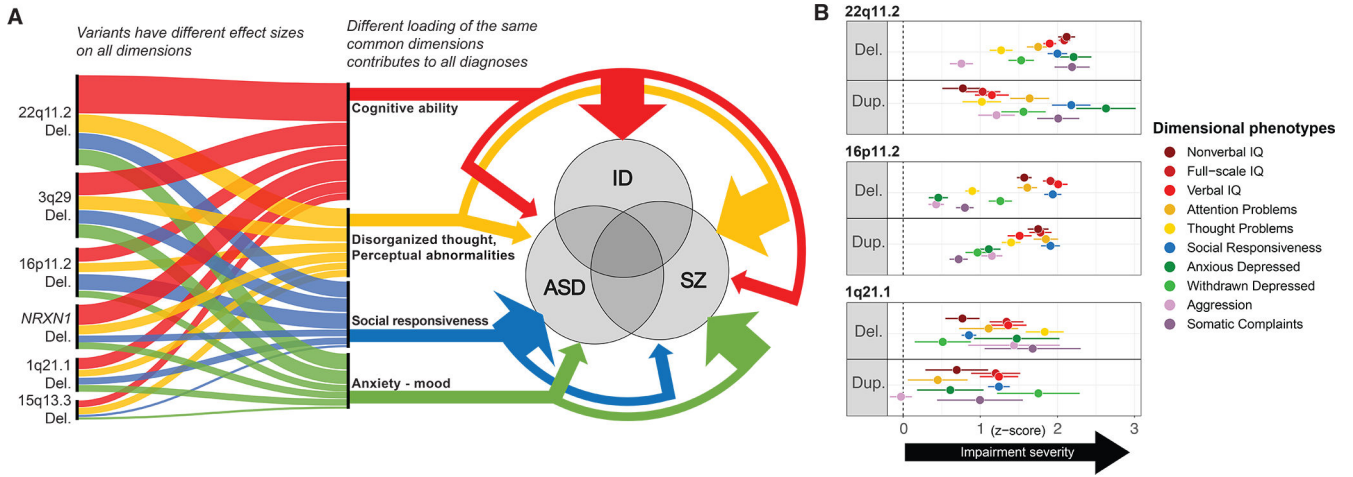 A
Variants have different effect sizes
on all dimensions
Different loading of the same
common dimensions
contributes to all diagnoses
22q11.2
Del.
3q29
Del.
16p11.2
Del.
NRXN1
Del.
1q21.1
Del.
15q13.3
Del.
Cognitive ability
Disorganized thought,
Perceptual abnormalities
Social responsiveness
Anxiety - mood
ID
ASD
SZ
B
22q11.2
Del.
Dup.
16p11.2
Del.
Dup.
1q21.1
Del.
Dup.
0 1 (z-score) 2 3
Impairment severity
Dimensional phenotypes
Nonverbal IQ
Full-scale IQ
Verbal IQ
Attention Problems
Thought Problems
Social Responsiveness
Anxious Depressed
Withdrawn Depressed
Aggression
Somatic Complaints